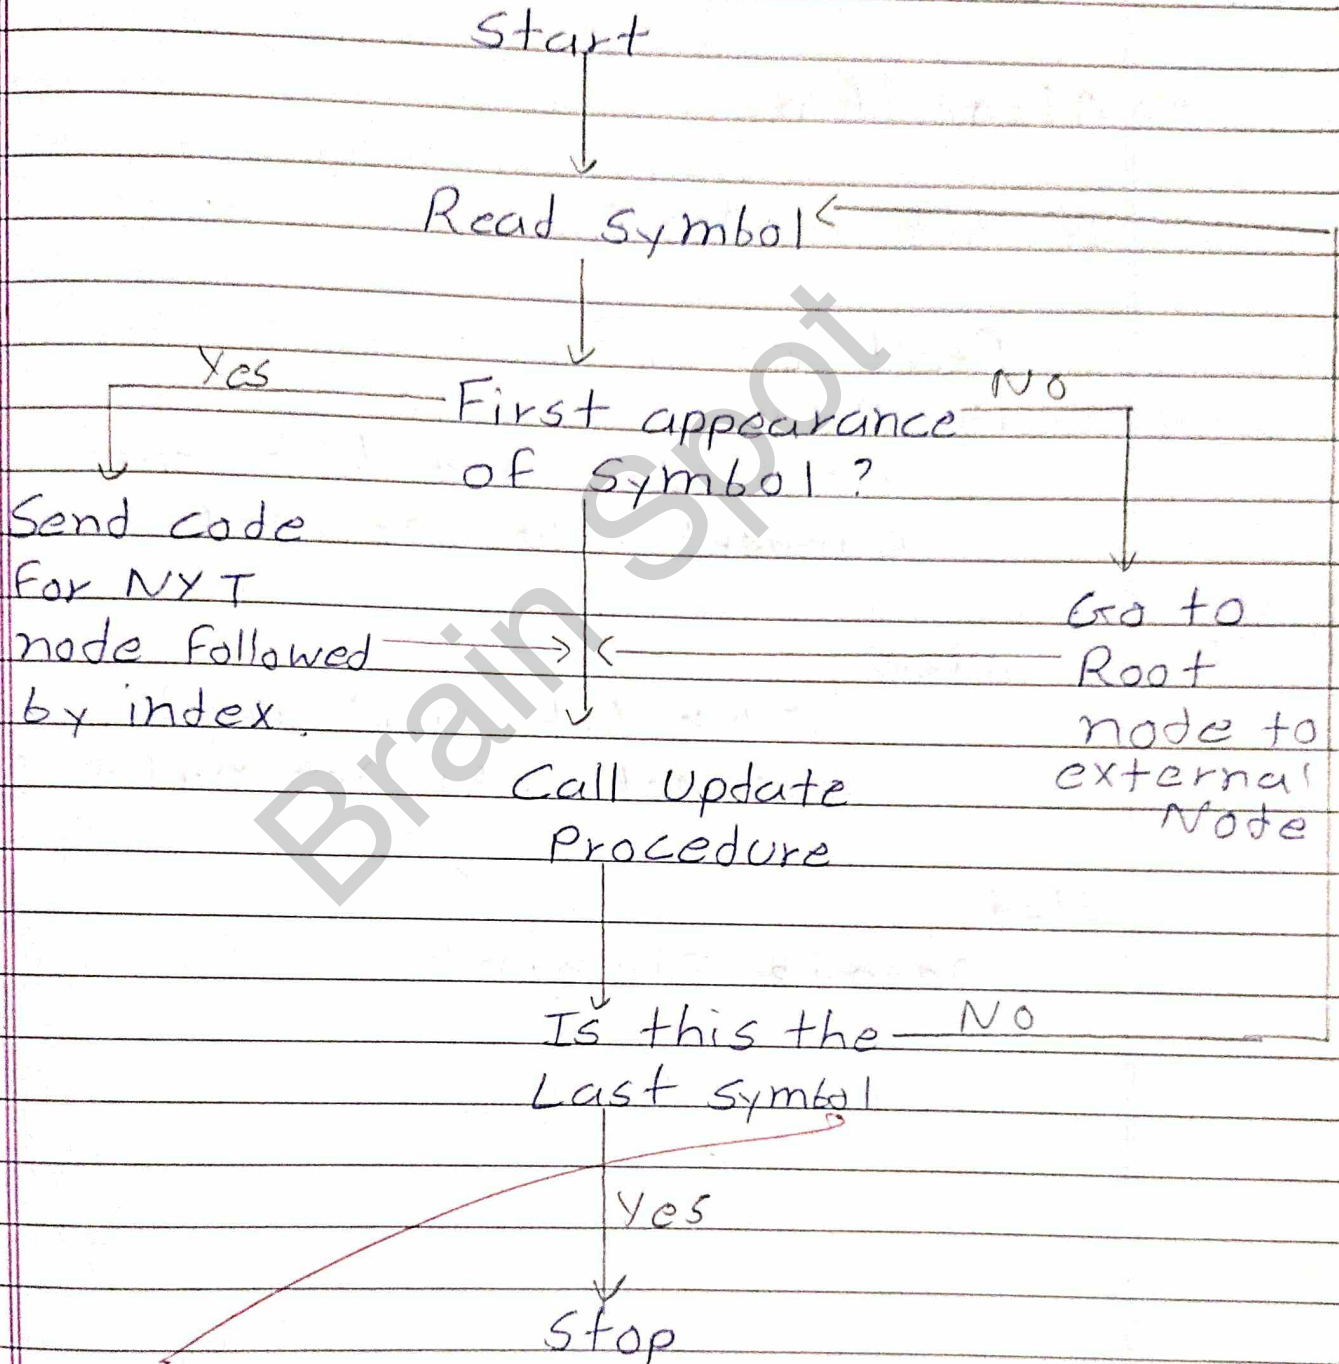 Start
Read Symbol
Yes
First appearance
No
of Symbol ?
Send code
For NYT
node followed
by index.
Go to
Root
node to
external
Node
Call Update
Procedure
Is this the
No
Last symbol
Yes
Stop
Brain Spot